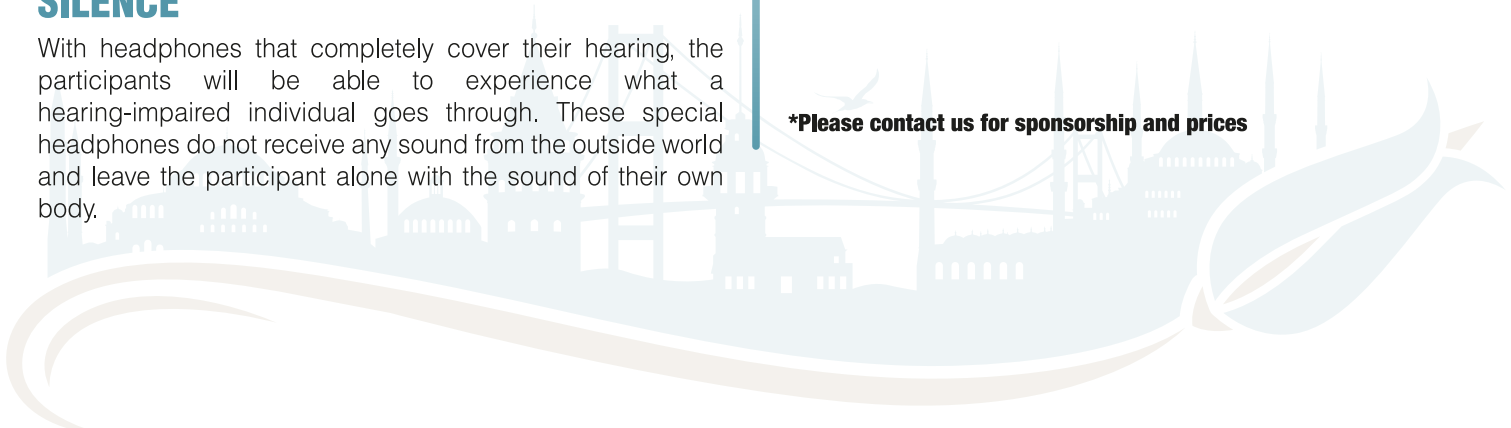 SILENCE
With headphones that completely cover their hearing, the
participants will be able to experience what a
hearing-impaired individual goes through. These special
headphones do not receive any sound from the outside world
and leave the participant alone with the sound of their own
body.
*Please contact us for sponsorship and prices